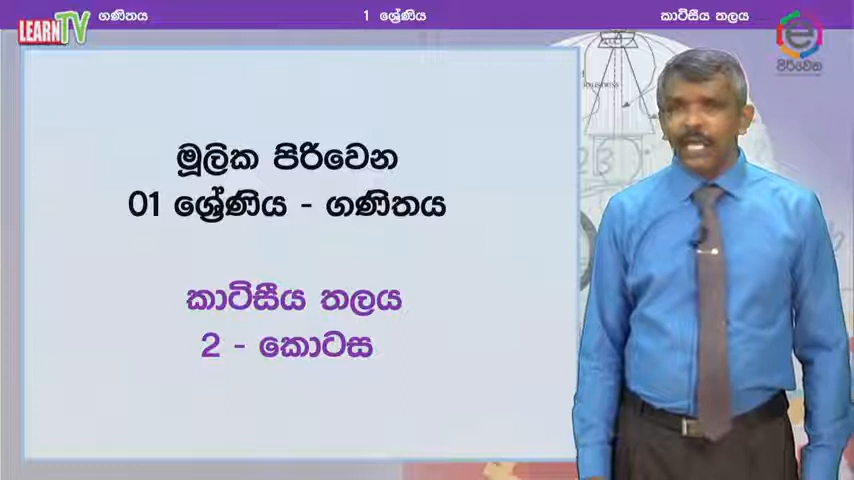 LEARN TV ගණිතය 1 ශ්‍රේණිය කාටිසීය තලය
පිරිවෙන
මූලික පිරිවෙන
01 ශ්‍රේණිය - ගණිතය
කාටිසීය තලය
2 - කොටස